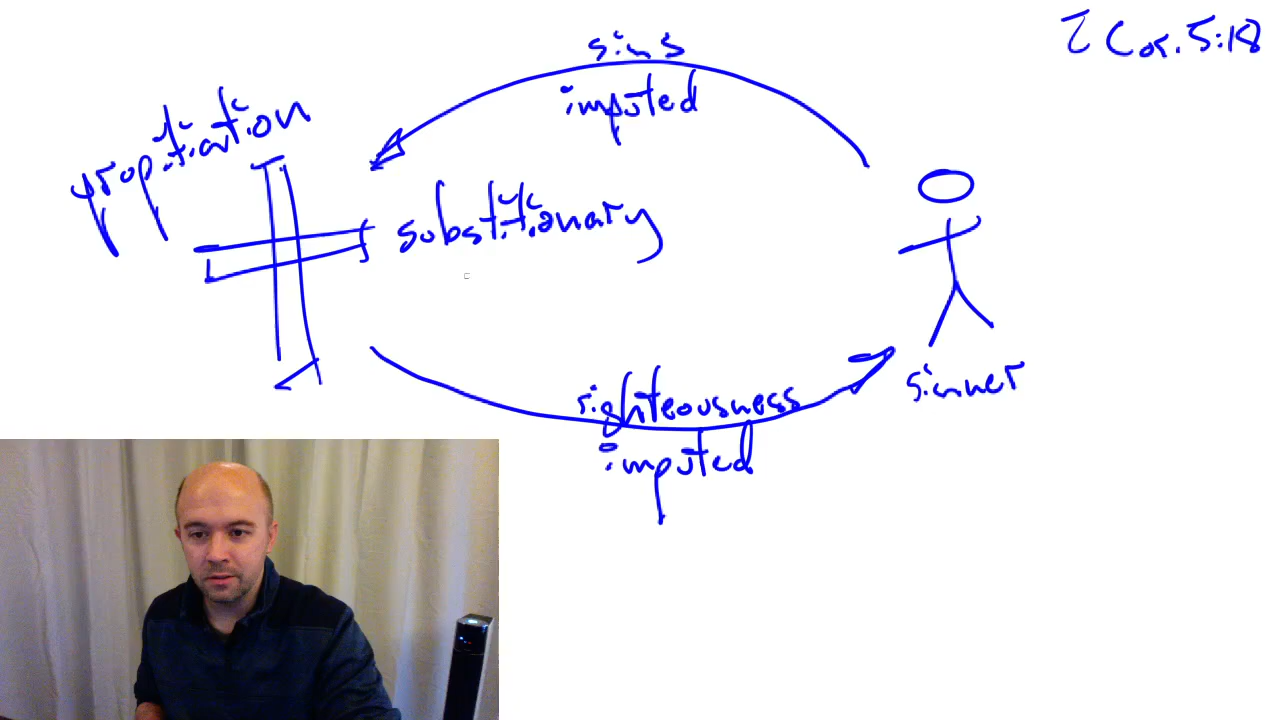 2 Cor. 5:18
sins
imputed
propitiation
substitutionary
righteousness
imputed
sinner